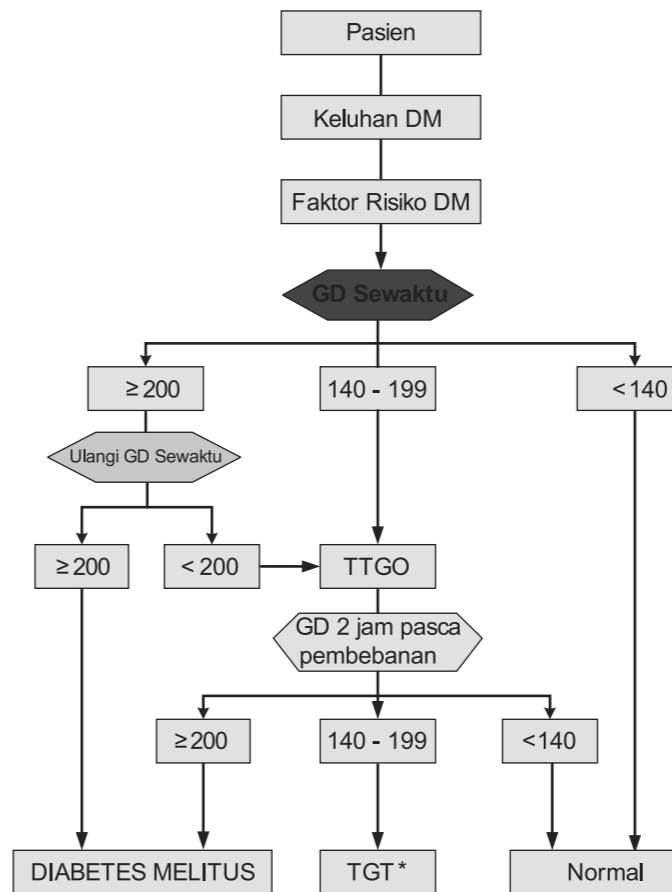 Pasien
Keluhan DM
Faktor Risiko DM
GD Sewaktu
≥ 200
140 - 199
< 140
Ulangi GD Sewaktu
≥ 200
< 200
TTGO
GD 2 jam pasca
pembebanan
≥ 200
140 - 199
< 140
DIABETES MELITUS
TGT *
Normal